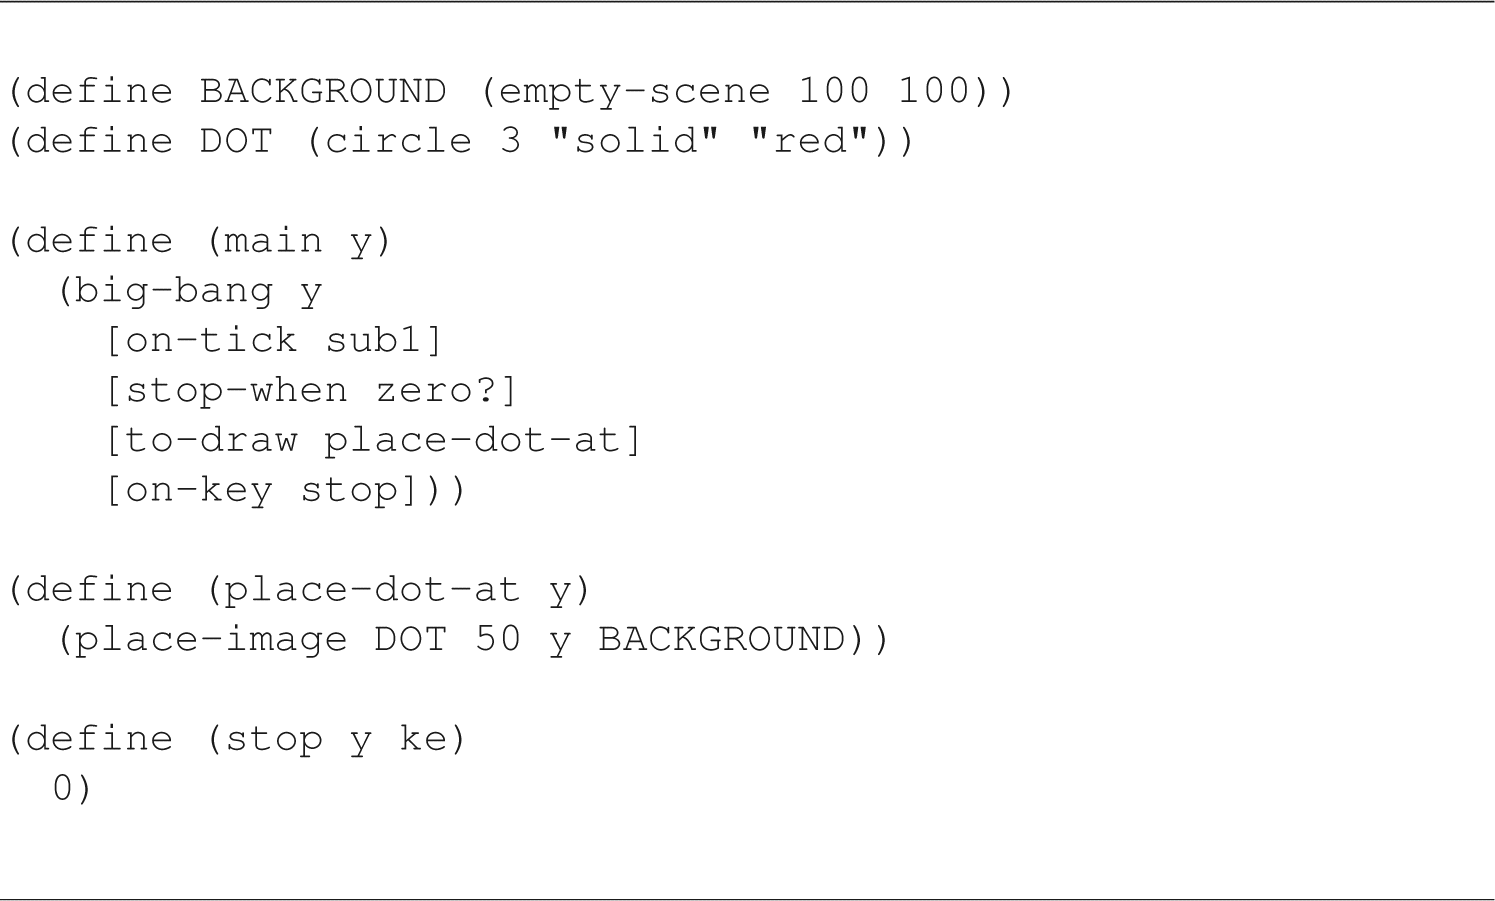 (define BACKGROUND (empty-scene 100 100))
(define DOT (circle 3 "solid" "red"))

(define (main y)
  (big-bang y
    [on-tick sub1]
    [stop-when zero?]
    [to-draw place-dot-at]
    [on-key stop]))

(define (place-dot-at y)
  (place-image DOT 50 y BACKGROUND))

(define (stop y ke)
  0)